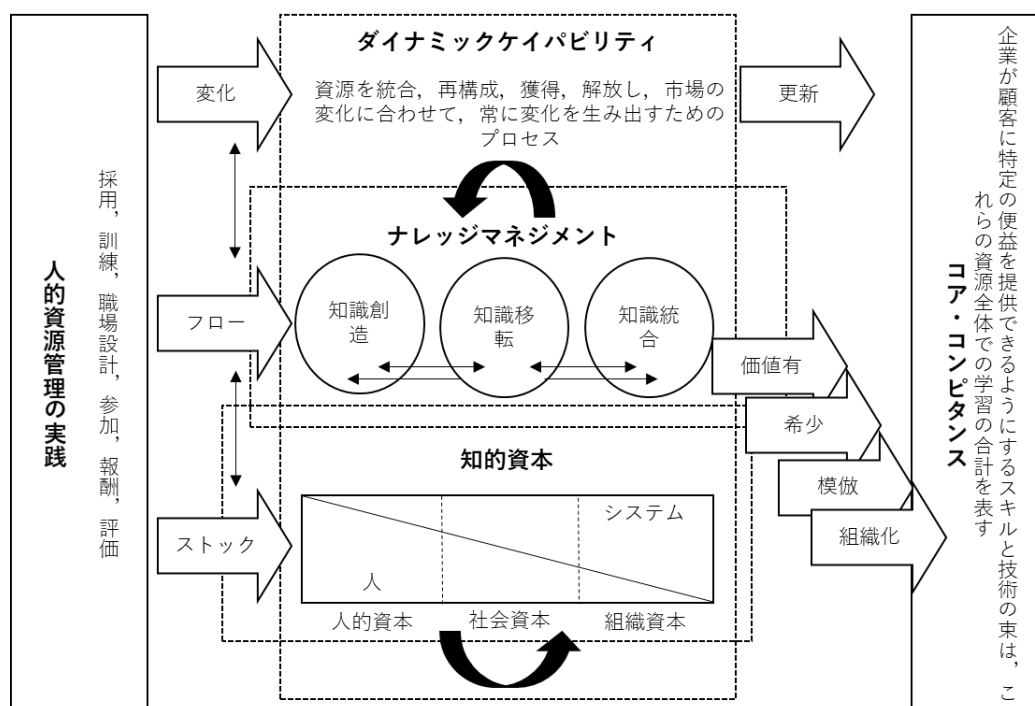 人的資源管理の実践
採用，訓練，職場設計，参加，報酬，評価
変化
フロー
ストック
ダイナミックケイパビリティ
資源を統合，再構成，獲得，解放し，市場の
変化に合わせて，常に変化を生み出すための
プロセス
ナレッジマネジメント
知識創
造
知識移
転
知識統
合
知的資本
システム
人
人的資本
社会資本
組織資本
更新
価値有
希少
模倣
組織化
企業が顧客に特定の便益を提供できるようにするスキルと技術の束は，こ
れらの資源全体での学習の合計を表す
コア・コンピタンス